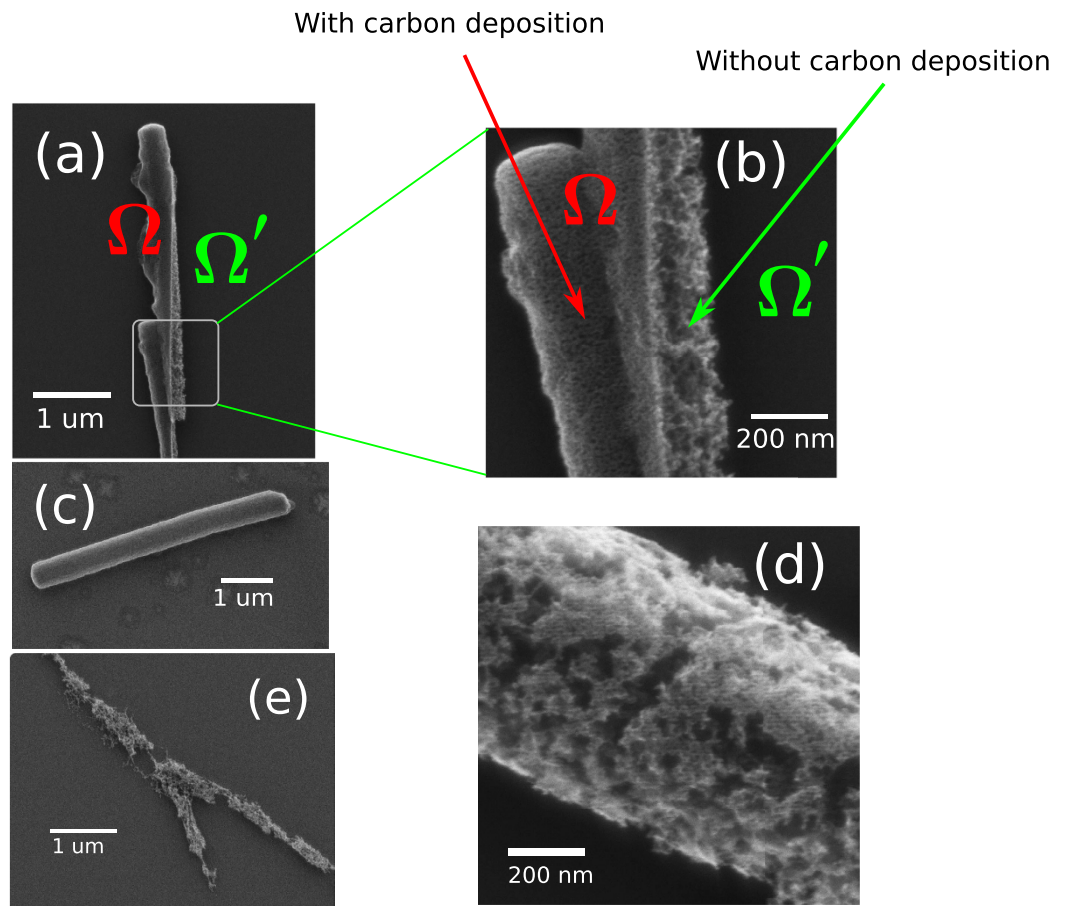 With carbon deposition
Without carbon deposition
(a)
Ω
Ω′
1 um
(b)
Ω
Ω′
200 nm
(c)
1 um
(d)
200 nm
(e)
1 um